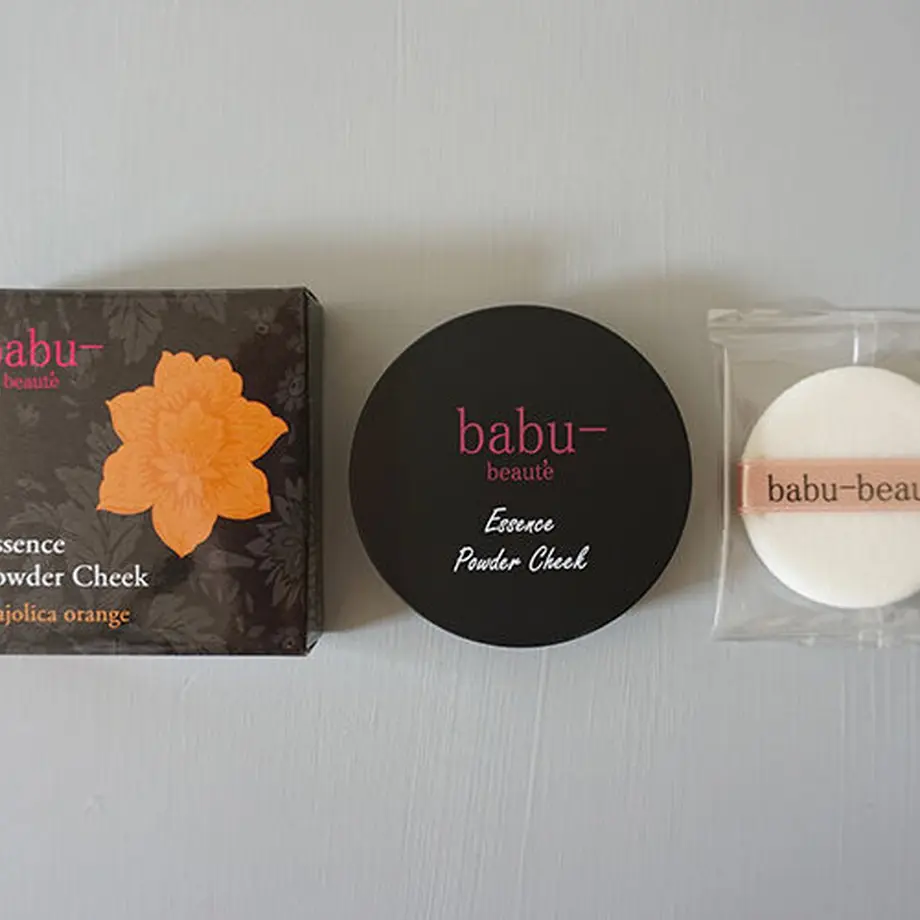 babu-
beauté
ssence
owder Cheek
ajolica orange
babu-
beauté
Essence
Powder Cheek
babu-beau